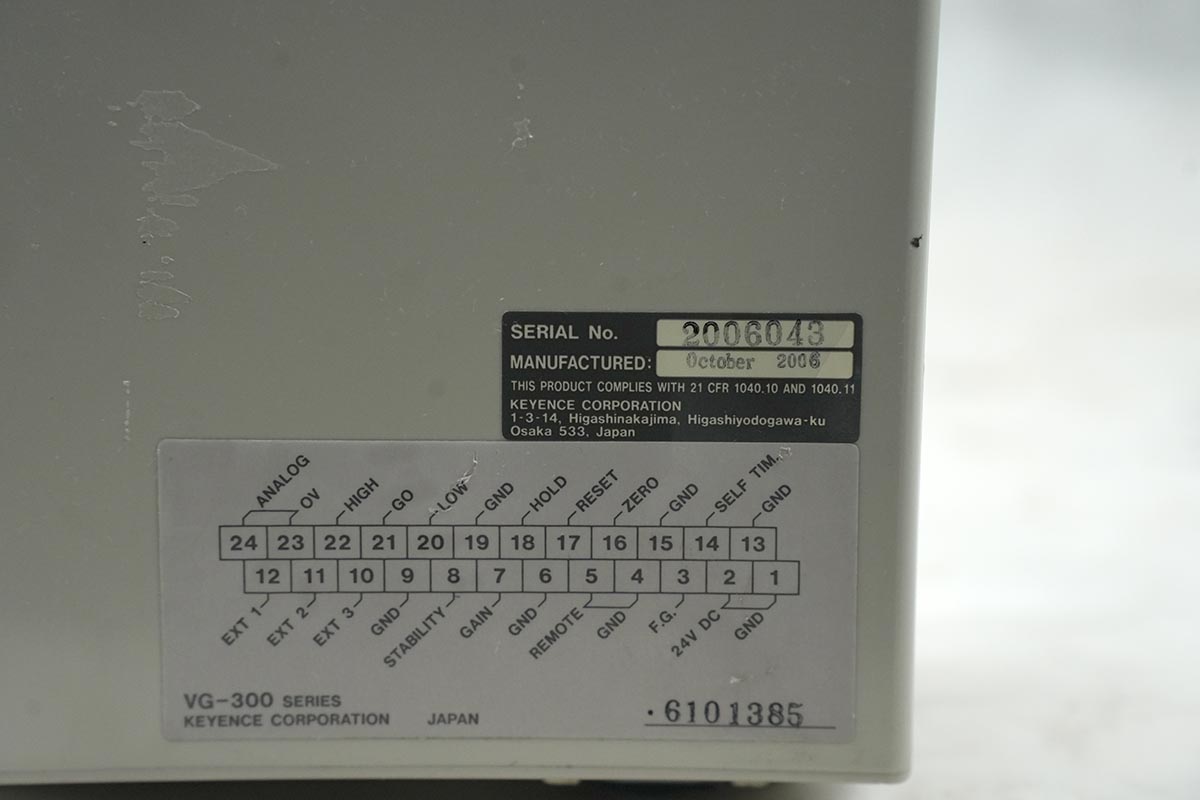 SERIAL No. 2006043
MANUFACTURED: October 2006
THIS PRODUCT COMPLIES WITH 21 CFR 1040.10 AND 1040.11
KEYENCE CORPORATION
1-3-14, Higashinakajima, Higashiyodogawa-ku
Osaka 533, Japan
ANALOG 0V HIGH GO LOW GND HOLD RESET ZERO GND SELF TIM. GND
24 23 22 21 20 19 18 17 16 15 14 13
12 11 10 9 8 7 6 5 4 3 2 1
EXT 1 EXT 2 EXT 3 GND STABILITY GAIN GND REMOTE GND F.G. 24V DC GND
VG-300 SERIES
KEYENCE CORPORATION JAPAN
·6101385